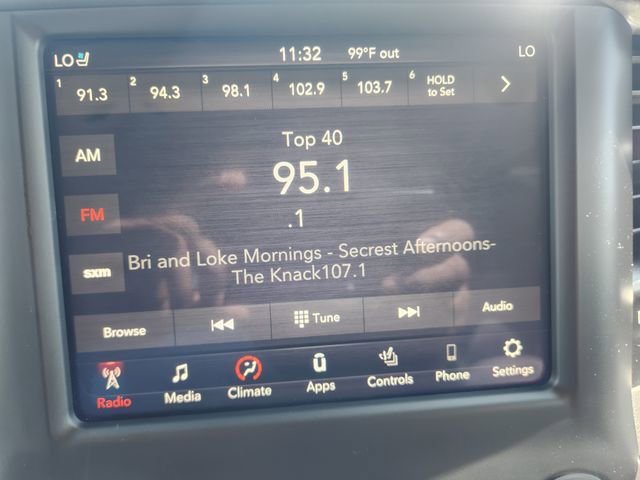 LO 11:32 99°F out LO
1 91.3 2 94.3 3 98.1 4 102.9 5 103.7 6 HOLD to Set
AM
Top 40
95.1
FM
.1
Bri and Loke Mornings - Secrest Afternoons-
The Knack107.1
sxm
Browse Tune Audio
Radio Media Climate Apps Controls Phone Settings